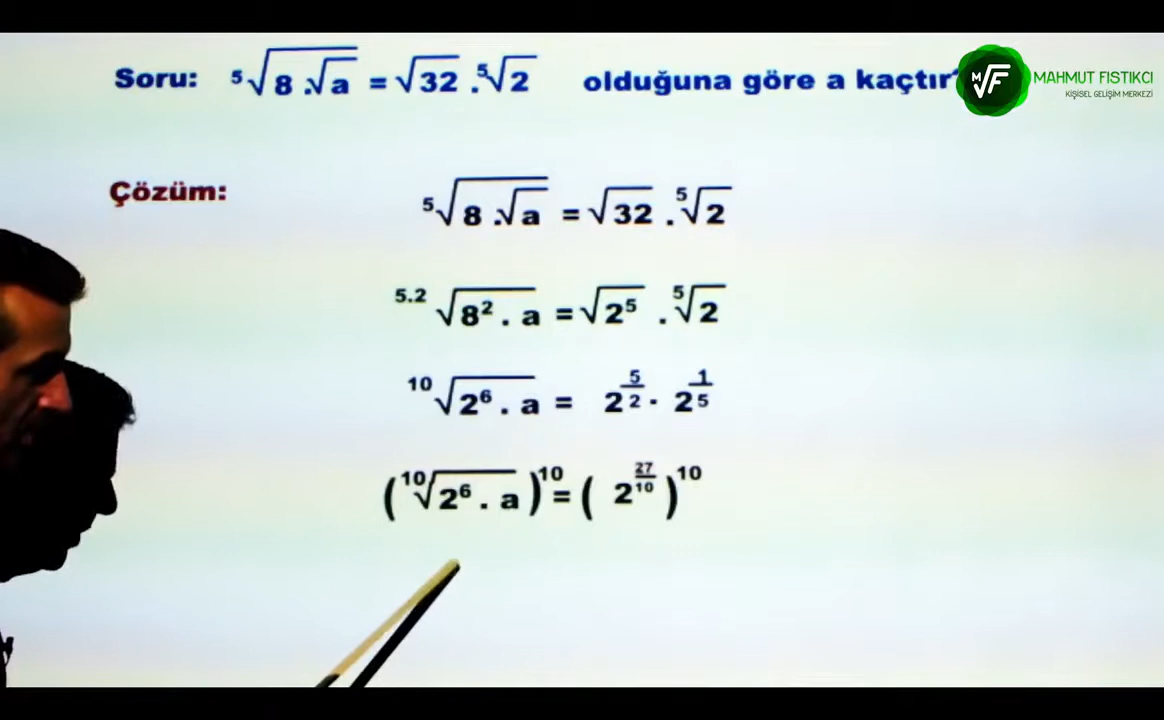 Soru: ⁵√(8 .√a) = √32 . ⁵√2 olduğuna göre a kaçtır
MAHMUT FISTIKCI
KİŞİSEL GELİŞİM MERKEZİ
Çözüm:
⁵√(8 .√a) = √32 . ⁵√2
⁵·²√(8² . a) = √2⁵ . ⁵√2
¹⁰√(2⁶ . a) = 2^(5/2) . 2^(1/5)
(¹⁰√(2⁶ . a))¹⁰ = (2^(27/10))¹⁰